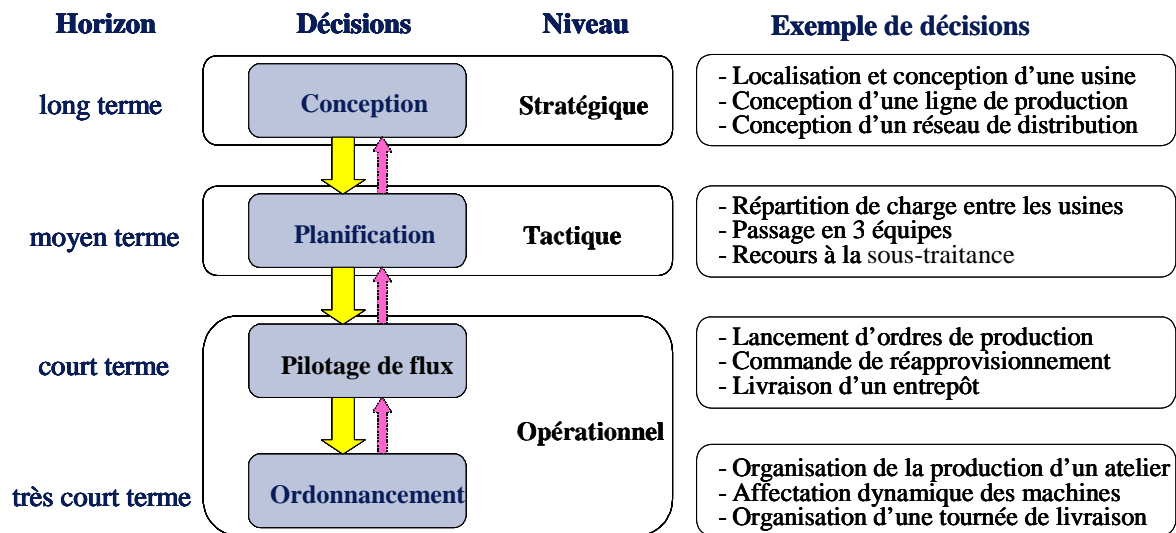 Horizon Décisions Niveau Exemple de décisions
long terme Conception Stratégique
- Localisation et conception d'une usine
- Conception d'une ligne de production
- Conception d'un réseau de distribution
moyen terme Planification Tactique
- Répartition de charge entre les usines
- Passage en 3 équipes
- Recours à la sous-traitance
court terme Pilotage de flux
- Lancement d'ordres de production
- Commande de réapprovisionnement
- Livraison d'un entrepôt
Opérationnel
très court terme Ordonnancement
- Organisation de la production d'un atelier
- Affectation dynamique des machines
- Organisation d'une tournée de livraison